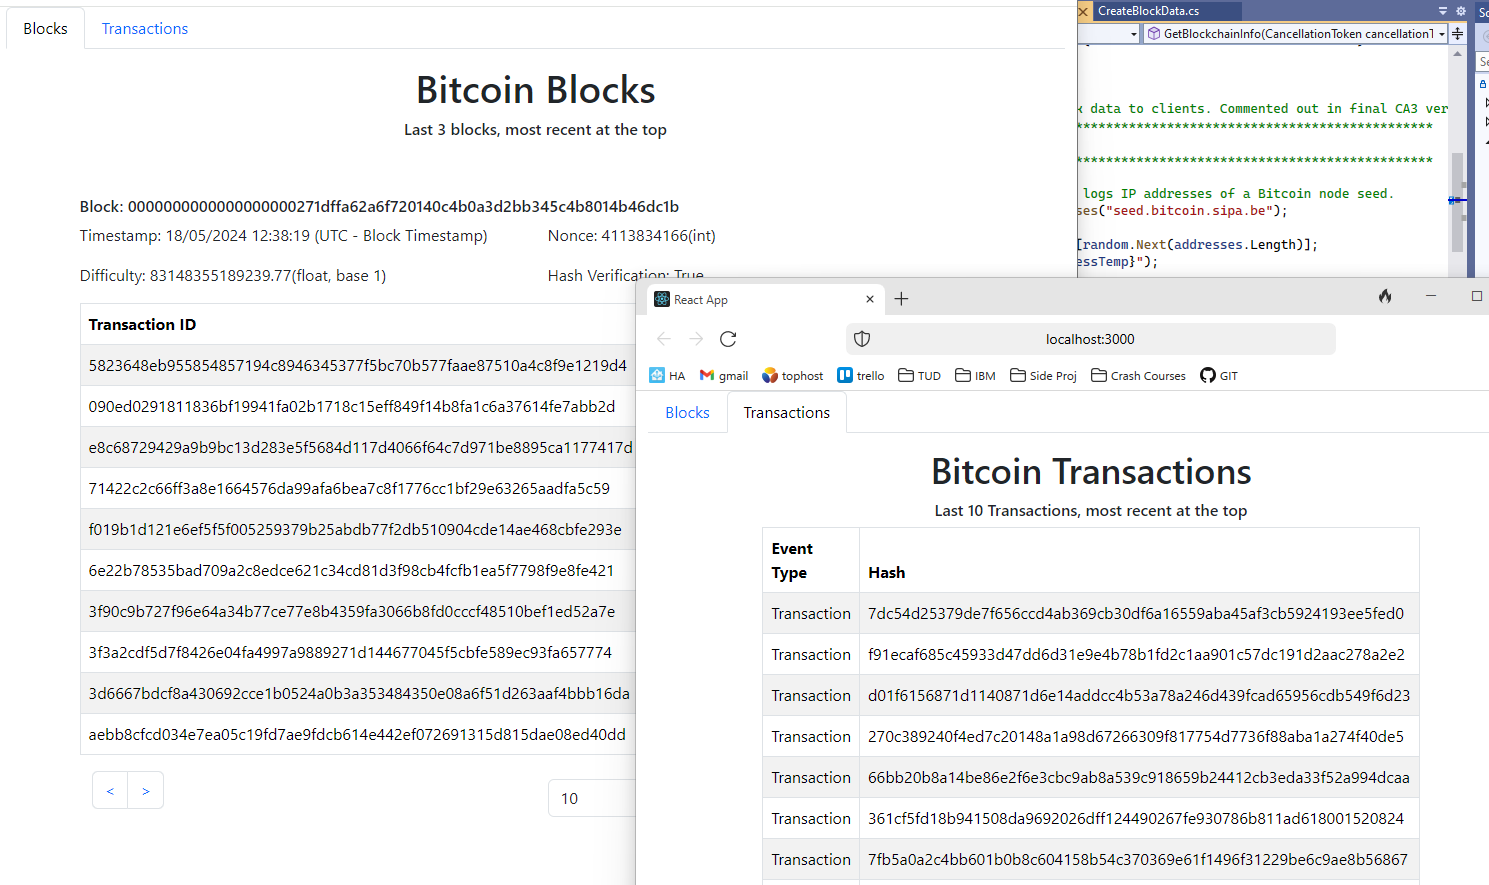 Blocks
Transactions
Bitcoin Blocks
Last 3 blocks, most recent at the top
Block: 0000000000000000000271dffa62a6f720140c4b0a3d2bb345c4b8014b46dc1b
Timestamp: 18/05/2024 12:38:19 (UTC - Block Timestamp)
Nonce: 4113834166(int)
Difficulty: 83148355189239.77(float, base 1)
Hash Verification: True
Transaction ID
5823648eb955854857194c8946345377f5bc70b577faae87510a4c8f9e1219d4
090ed0291811836bf19941fa02b1718c15eff849f14b8fa1c6a37614fe7abb2d
e8c68729429a9b9bc13d283e5f5684d117d4066f64c7d971be8895ca1177417d
71422c2c66ff3a8e1664576da99afa6bea7c8f1776cc1bf29e63265aadfa5c59
f019b1d121e6ef5f5f005259379b25abdb77f2db510904cde14ae468cbfe293e
6e22b78535bad709a2c8edce621c34cd81d3f98cb4fcfb1ea5f7798f9e8fe421
3f90c9b727f96e64a34b77ce77e8b4359fa3066b8fd0cccf48510bef1ed52a7e
3f3a2cdf5d7f8426e04fa4997a9889271d144677045f5cbfe589ec93fa657774
3d6667bdcf8a430692cce1b0524a0b3a353484350e08a6f51d263aaf4bbb16da
aebb8cfcd034e7ea05c19fd7ae9fdcb614e442ef072691315d815dae08ed40dd
< >
10
CreateBlockData.cs
GetBlockchainInfo(CancellationToken cancellationT
k data to clients. Commented out in final CA3 ver
***********************************************
***********************************************
logs IP addresses of a Bitcoin node seed.
ses("seed.bitcoin.sipa.be");
[random.Next(addresses.Length)];
essTemp}");
React App
localhost:3000
HA
gmail
tophost
trello
TUD
IBM
Side Proj
Crash Courses
GIT
Blocks
Transactions
Bitcoin Transactions
Last 10 Transactions, most recent at the top
Event Type
Hash
Transaction 7dc54d25379de7f656ccd4ab369cb30df6a16559aba45af3cb5924193ee5fed0
Transaction f91ecaf685c45933d47dd6d31e9e4b78b1fd2c1aa901c57dc191d2aac278a2e2
Transaction d01f6156871d1140871d6e14addcc4b53a78a246d439fcad65956cdb549f6d23
Transaction 270c389240f4ed7c20148a1a98d67266309f817754d7736f88aba1a274f40de5
Transaction 66bb20b8a14be86e2f6e3cbc9ab8a539c918659b24412cb3eda33f52a994dcaa
Transaction 361cf5fd18b941508da9692026dff124490267fe930786b811ad618001520824
Transaction 7fb5a0a2c4bb601b0b8c604158b54c370369e61f1496f31229be6c9ae8b56867